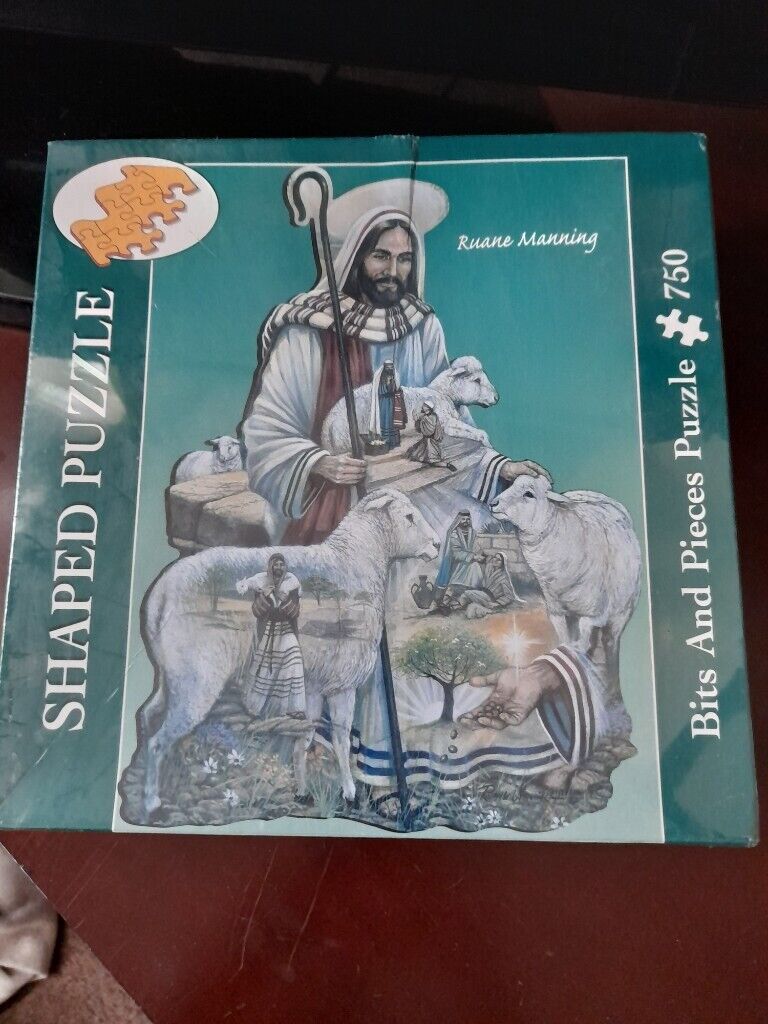 SHAPED PUZZLE
Ruane Manning
Bits And Pieces Puzzle 750